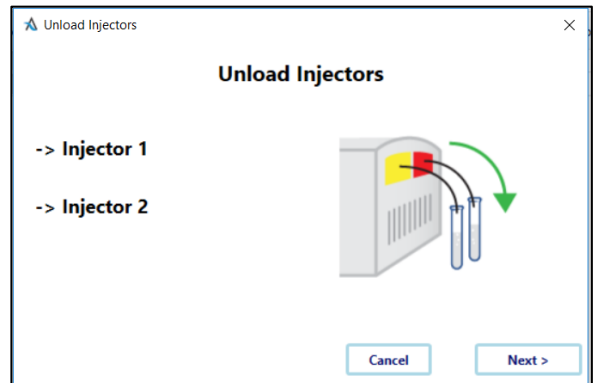 Unload Injectors
Unload Injectors
-> Injector 1
-> Injector 2
Cancel
Next >